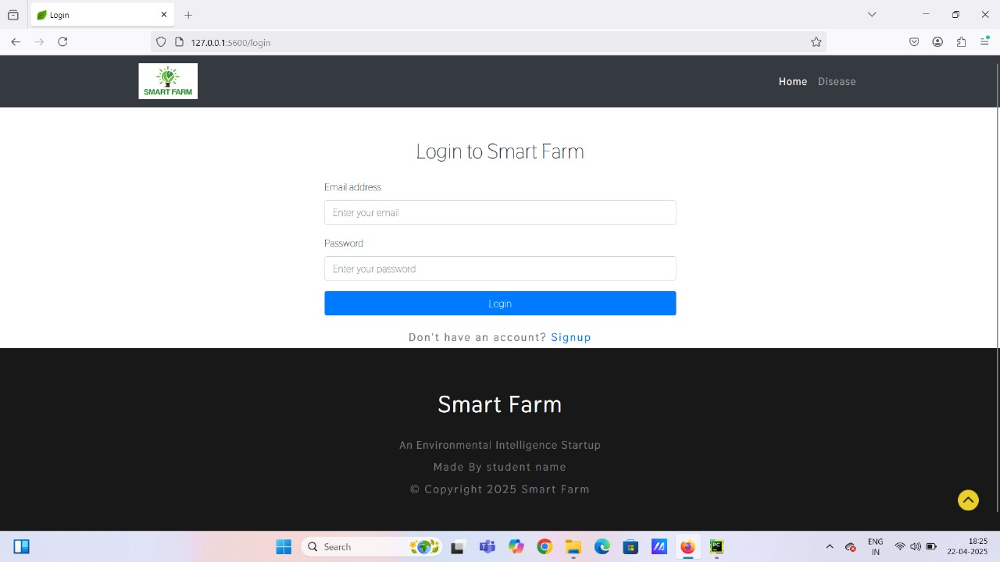 Login
127.0.0.1:5600/login
SMART FARM
Home Disease
Login to Smart Farm
Email address
Enter your email
Password
Enter your password
Login
Don't have an account? Signup
Smart Farm
An Environmental Intelligence Startup
Made By student name
© Copyright 2025 Smart Farm
Search
PC
ENG
IN
18:25
22-04-2025